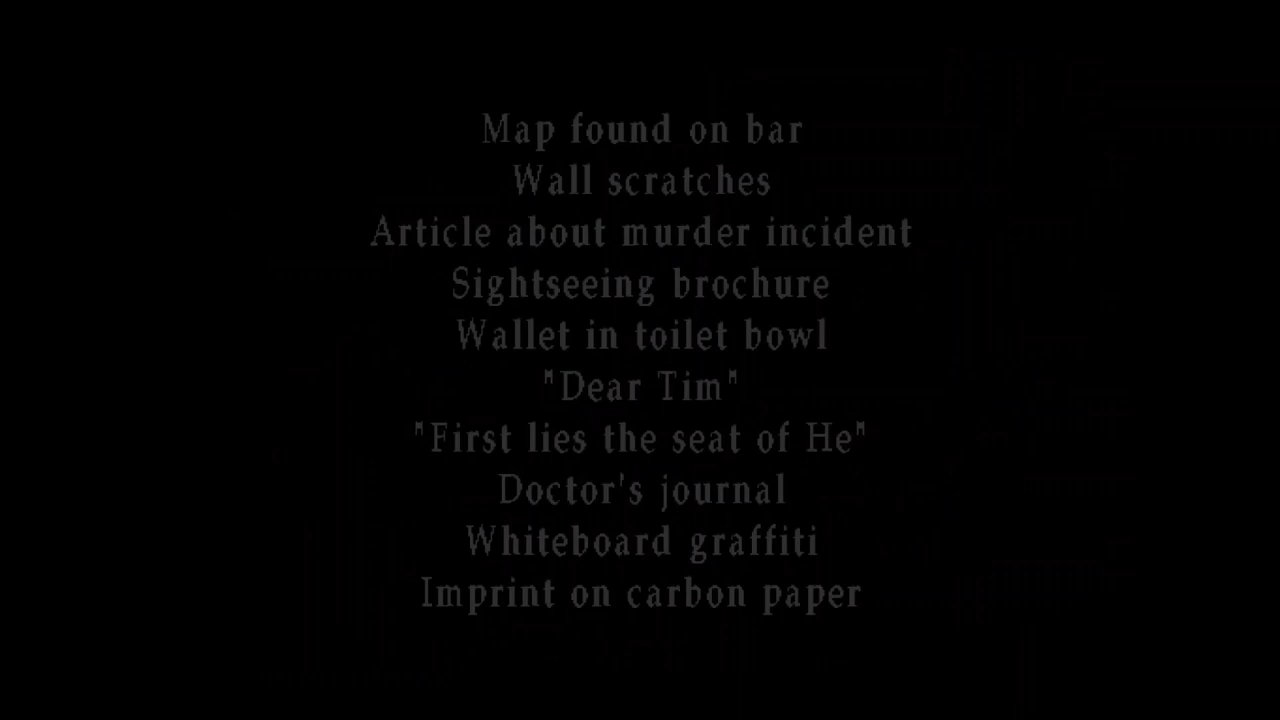 Map found on bar
Wall scratches
Article about murder incident
Sightseeing brochure
Wallet in toilet bowl
"Dear Tim"
"First lies the seat of He"
Doctor's journal
Whiteboard graffiti
Imprint on carbon paper